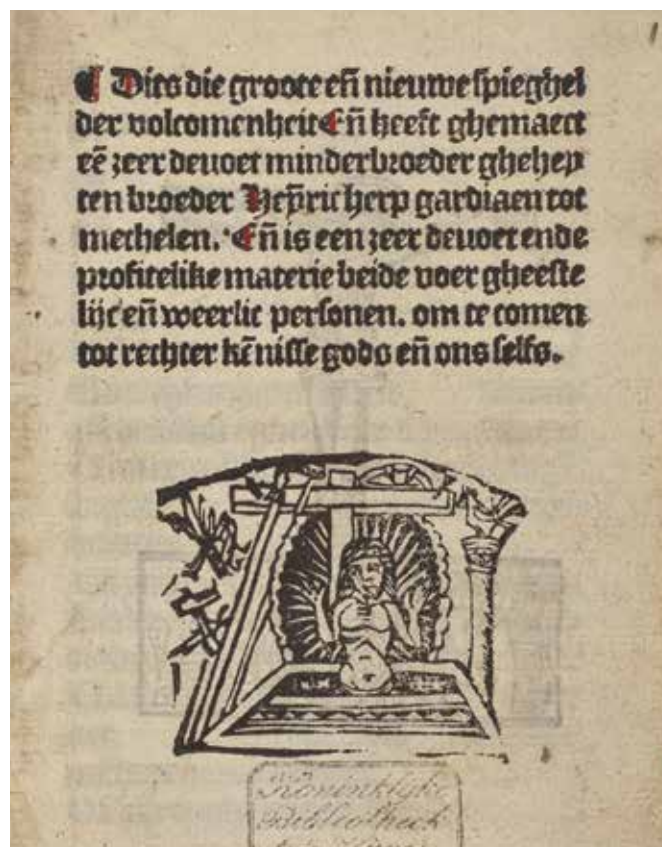 ¶ Dits die groote eñ nieuwe spieghel
der volcomenheit Eñ heeft ghemaect
eē zeer deuoet minderbroeder ghehep
ten broeder Heyñric herp gardiaen tot
mechelen. Eñ is een zeer deuoet ende
profitelike materie beide voer gheeste
lijc eñ weerlic personen. om te comen
tot rechter kēnisse gods eñ ons selfs.
Koninklijke
Bibliotheek